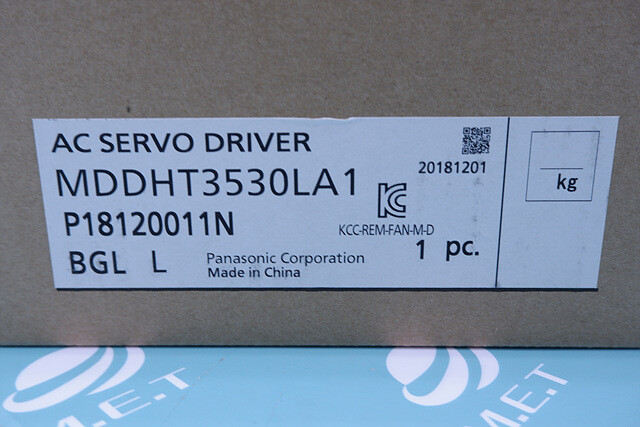 AC SERVO DRIVER
MDDHT3530LA1
20181201
kg
P18120011N
KCC-REM-FAN-M-D
BGL L
Panasonic Corporation
Made in China
1 pc.
M.E.T
M.E.T